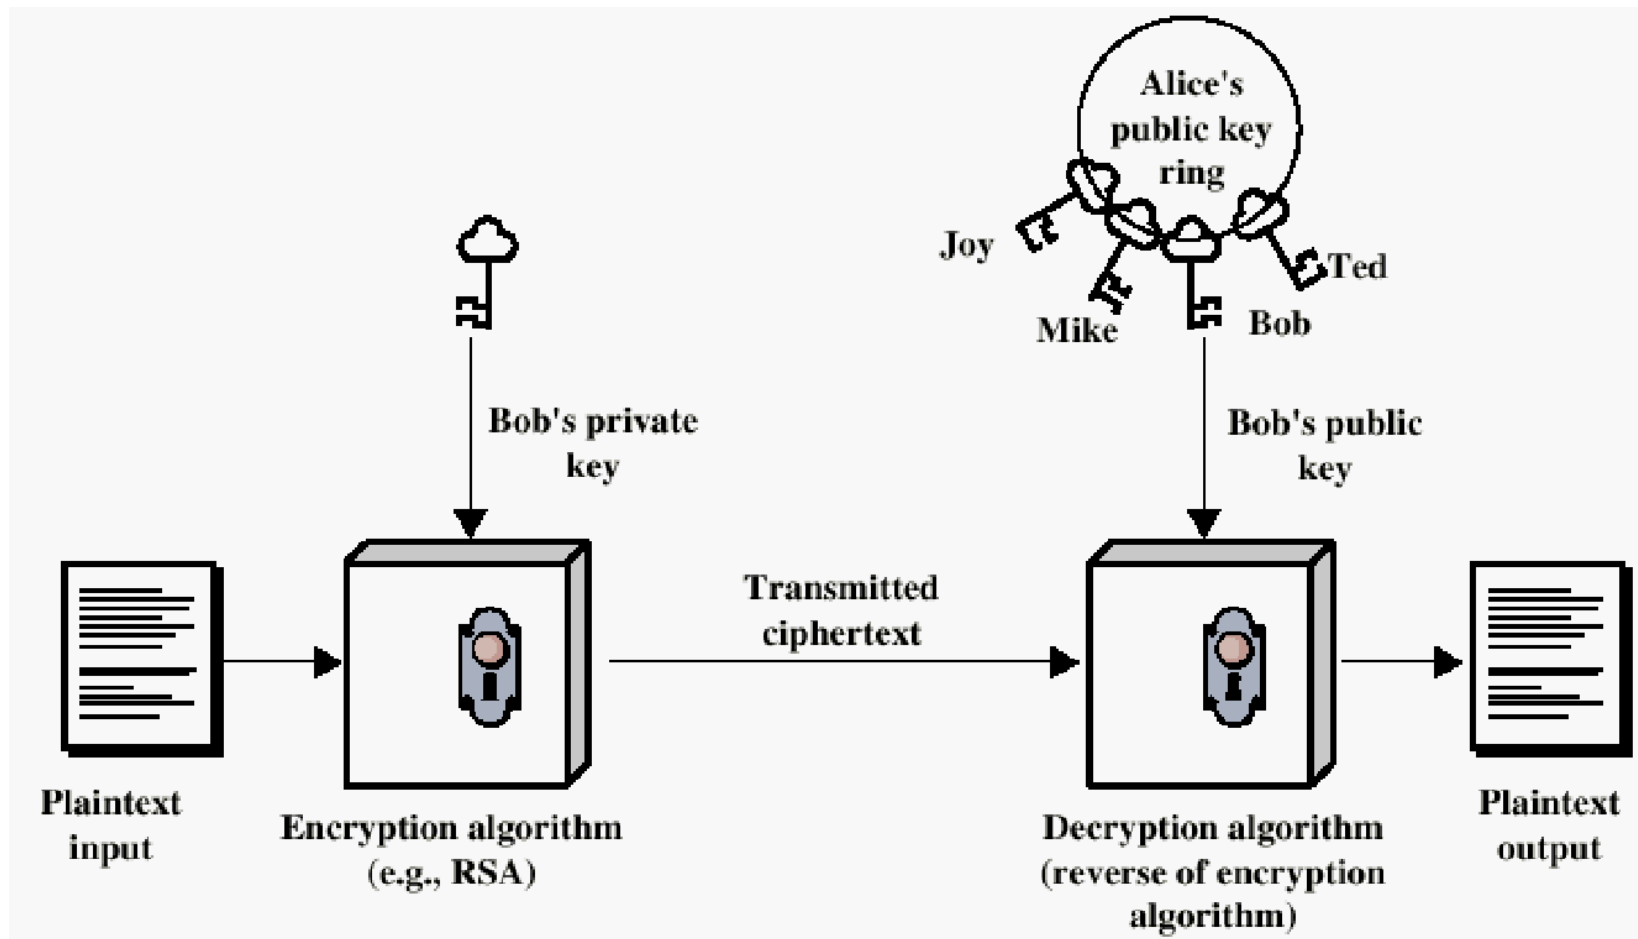 Alice's
public key
ring
Joy
Ted
Mike
Bob
Bob's private
key
Bob's public
key
Transmitted
ciphertext
Plaintext
input
Encryption algorithm
(e.g., RSA)
Decryption algorithm
(reverse of encryption
algorithm)
Plaintext
output